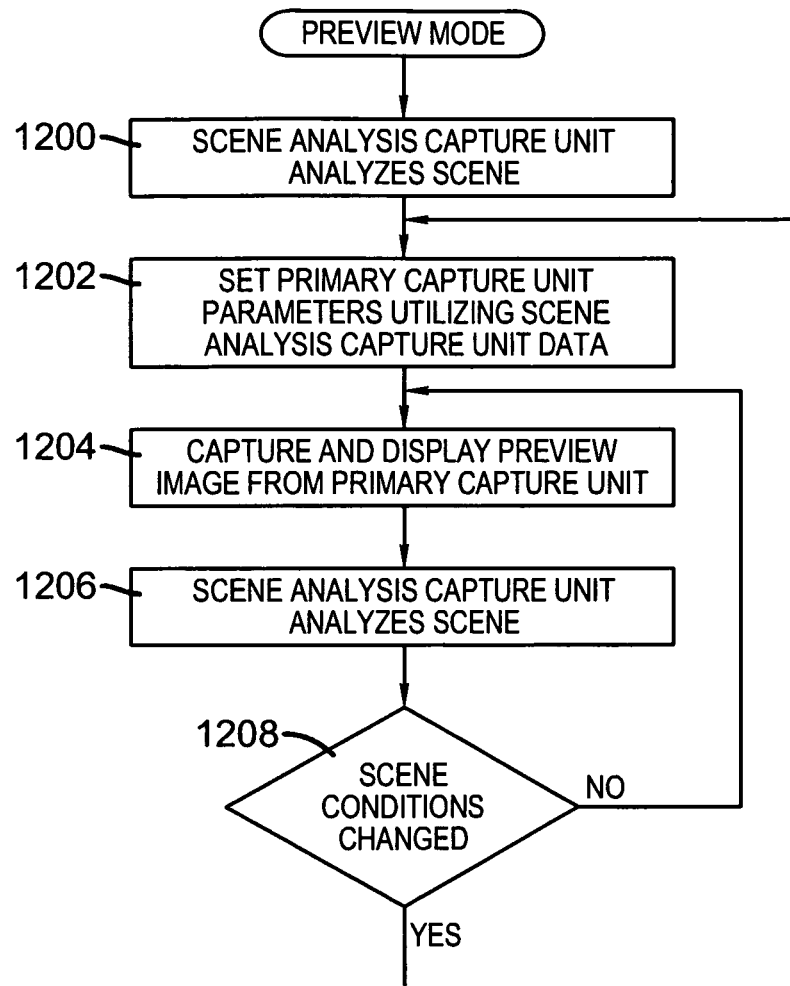 PREVIEW MODE
1200
SCENE ANALYSIS CAPTURE UNIT
ANALYZES SCENE
1202
SET PRIMARY CAPTURE UNIT
PARAMETERS UTILIZING SCENE
ANALYSIS CAPTURE UNIT DATA
1204
CAPTURE AND DISPLAY PREVIEW
IMAGE FROM PRIMARY CAPTURE UNIT
1206
SCENE ANALYSIS CAPTURE UNIT
ANALYZES SCENE
1208
SCENE
CONDITIONS
CHANGED
NO
YES